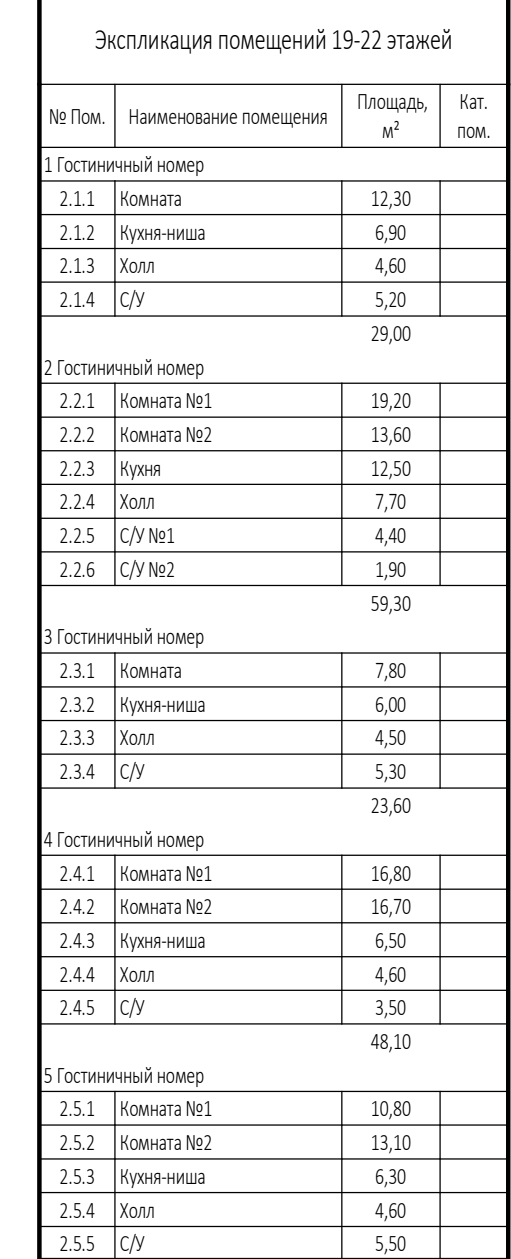 Экспликация помещений 19-22 этажей
№ Пом. Наименование помещения Площадь, м² Кат. пом.
1 Гостиничный номер
2.1.1 Комната 12,30
2.1.2 Кухня-ниша 6,90
2.1.3 Холл 4,60
2.1.4 С/У 5,20
29,00
2 Гостиничный номер
2.2.1 Комната №1 19,20
2.2.2 Комната №2 13,60
2.2.3 Кухня 12,50
2.2.4 Холл 7,70
2.2.5 С/У №1 4,40
2.2.6 С/У №2 1,90
59,30
3 Гостиничный номер
2.3.1 Комната 7,80
2.3.2 Кухня-ниша 6,00
2.3.3 Холл 4,50
2.3.4 С/У 5,30
23,60
4 Гостиничный номер
2.4.1 Комната №1 16,80
2.4.2 Комната №2 16,70
2.4.3 Кухня-ниша 6,50
2.4.4 Холл 4,60
2.4.5 С/У 3,50
48,10
5 Гостиничный номер
2.5.1 Комната №1 10,80
2.5.2 Комната №2 13,10
2.5.3 Кухня-ниша 6,30
2.5.4 Холл 4,60
2.5.5 С/У 5,50